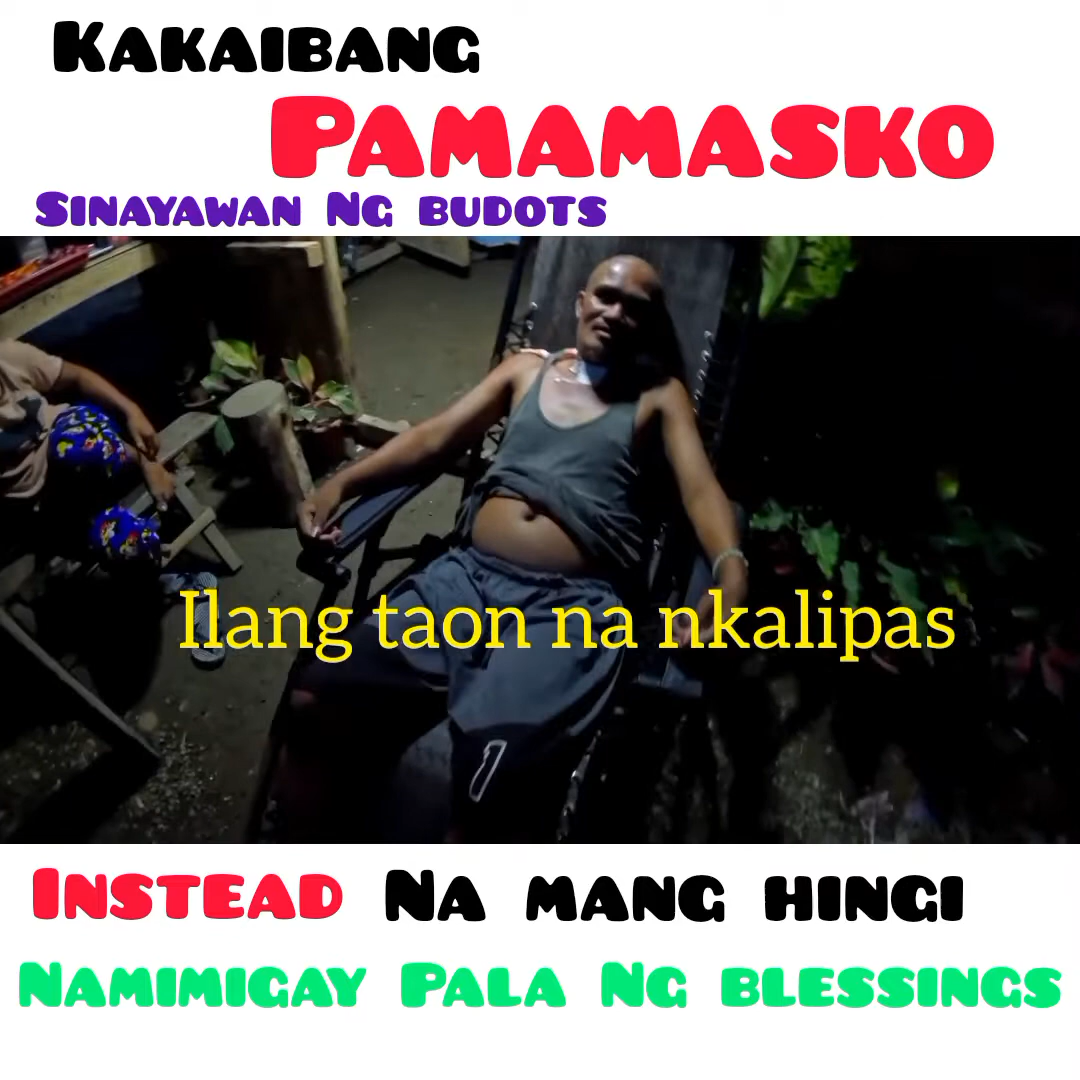 KAKAIBANG
PAMAMASKO
SINAYAWAN NG BUDOTS
Ilang taon na nkalipas
INSTEAD NA MANG HINGI
NAMIMIGAY PALA NG BLESSINGS